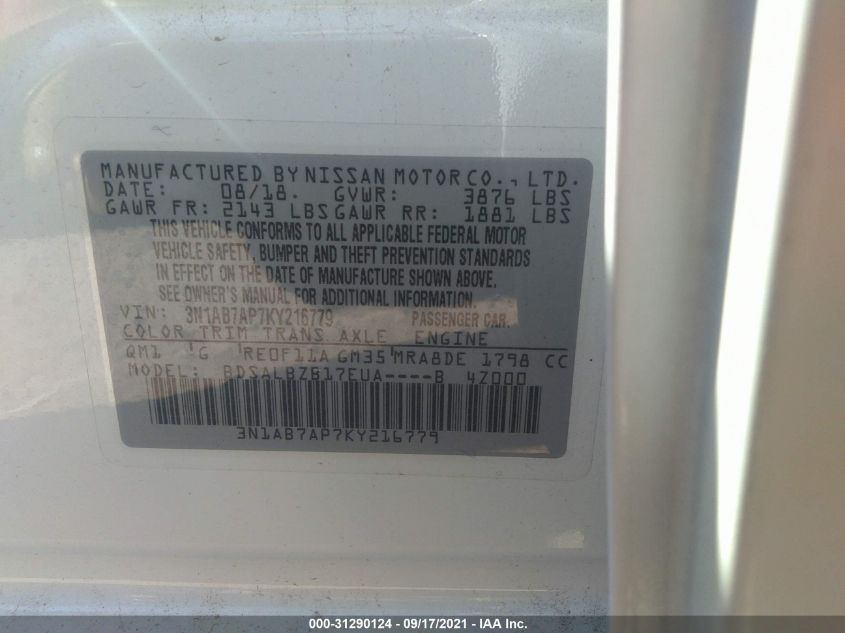 MANUFACTURED BY NISSAN MOTOR CO., LTD.
DATE: 08/18. GVWR: 3876 LBS
GAWR FR: 2143 LBS GAWR RR: 1881 LBS
THIS VEHICLE CONFORMS TO ALL APPLICABLE FEDERAL MOTOR
VEHICLE SAFETY, BUMPER AND THEFT PREVENTION STANDARDS
IN EFFECT ON THE DATE OF MANUFACTURE SHOWN ABOVE.
SEE OWNER'S MANUAL FOR ADDITIONAL INFORMATION.
VIN: 3N1AB7AP7KY216779 PASSENGER CAR.
COLOR TRIM TRANS AXLE ENGINE
QM1 'G 'RE0F11A GM35'MRA8DE 1798 CC
MODEL: BDSALBZB17EUA----B 4Z000
3N1AB7AP7KY216779
000-31290124 - 09/17/2021 - IAA Inc.